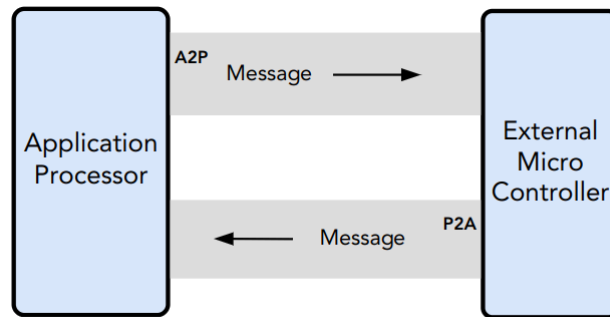 Application
Processor
A2P
Message
P2A
Message
External
Micro
Controller